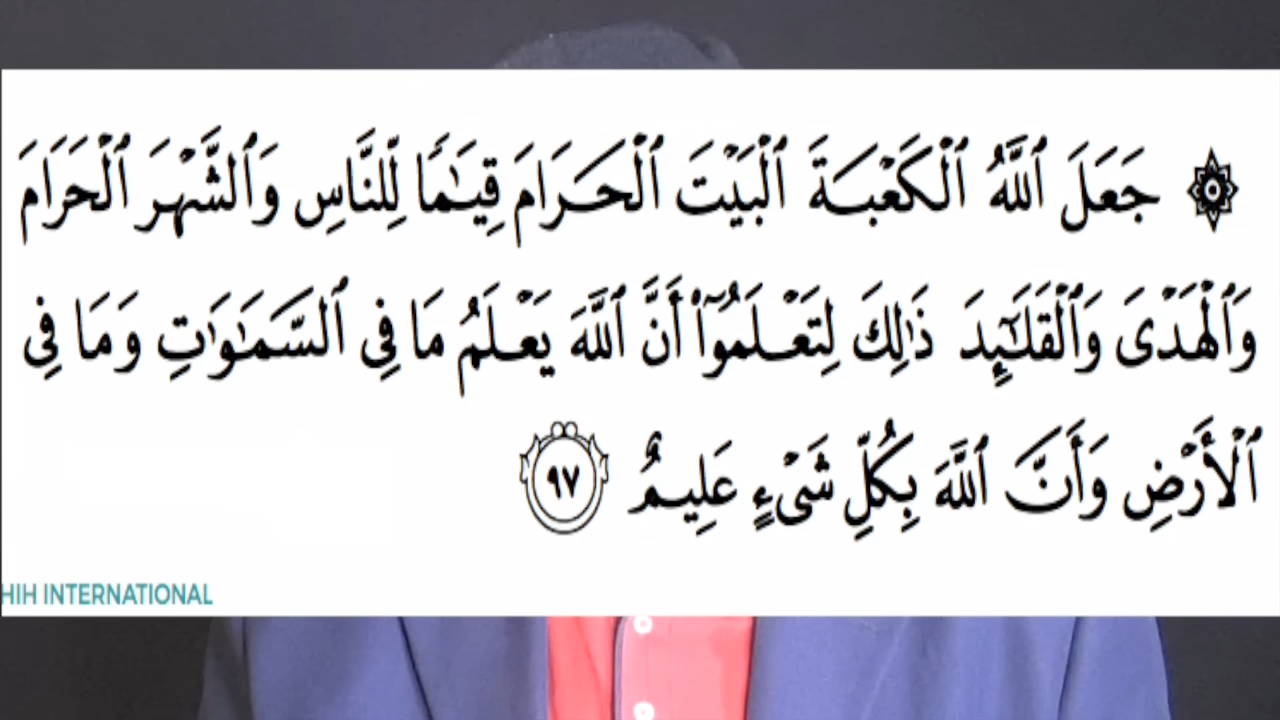 ۞ جَعَلَ ٱللَّهُ ٱلْكَعْبَةَ ٱلْبَيْتَ ٱلْحَرَامَ قِيَـٰمًا لِّلنَّاسِ وَٱلشَّهْرَ ٱلْحَرَامَ
وَٱلْهَدْىَ وَٱلْقَلَـٰٓئِدَ ذَٰلِكَ لِتَعْلَمُوٓا۟ أَنَّ ٱللَّهَ يَعْلَمُ مَا فِى ٱلسَّمَـٰوَٰتِ وَمَا فِى
ٱلْأَرْضِ وَأَنَّ ٱللَّهَ بِكُلِّ شَىْءٍ عَلِيمٌ ٩٧
HIH INTERNATIONAL